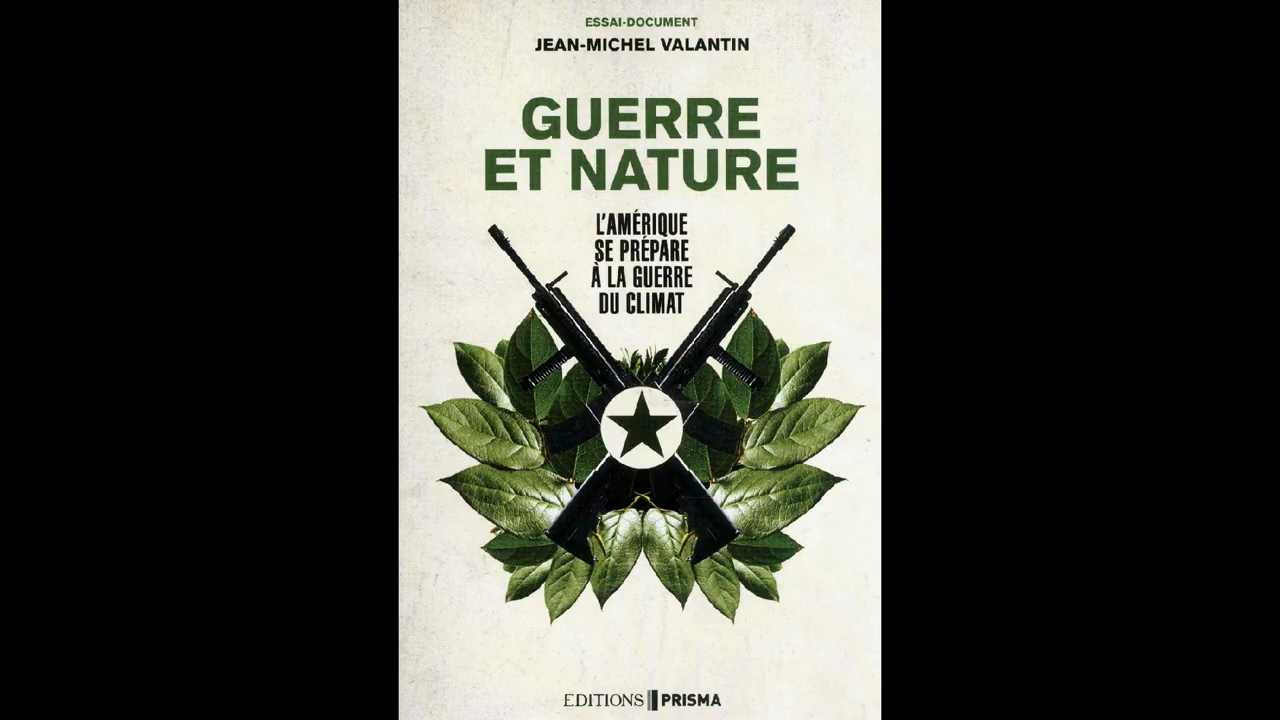 ESSAI-DOCUMENT
JEAN-MICHEL VALANTIN
GUERRE
ET NATURE
L'AMÉRIQUE
SE PRÉPARE
À LA GUERRE
DU CLIMAT
EDITIONS PRISMA